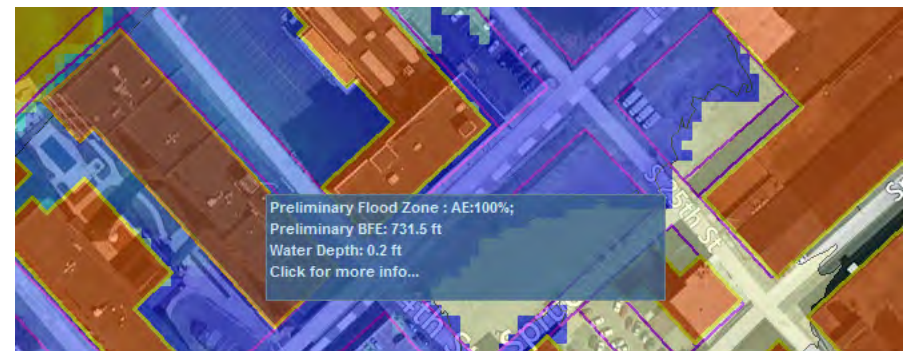 Preliminary Flood Zone : AE:100%;
Preliminary BFE: 731.5 ft
Water Depth: 0.2 ft
Click for more info...
S 15th St